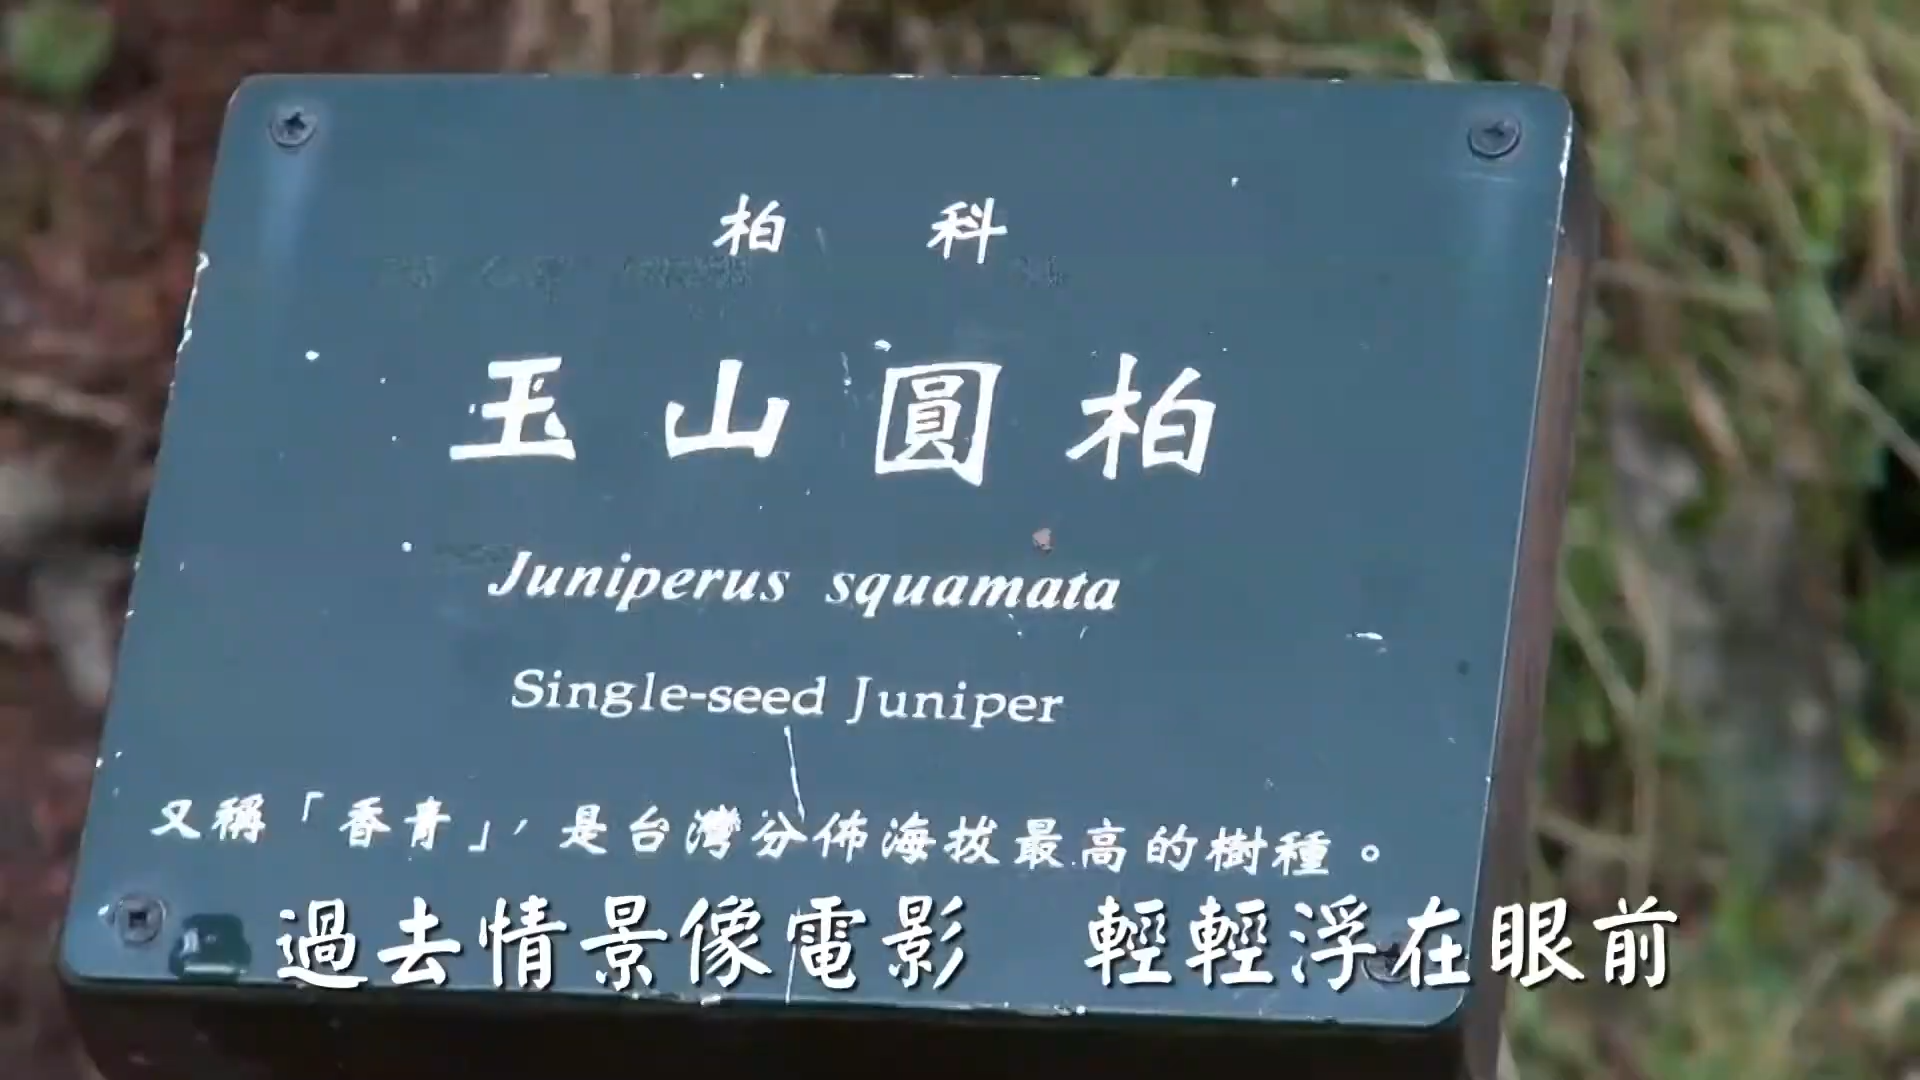 柏 科
玉山圓柏
Juniperus squamata
Single-seed Juniper
又稱「香青」，是台灣分佈海拔最高的樹種。
過去情景像電影 輕輕浮在眼前